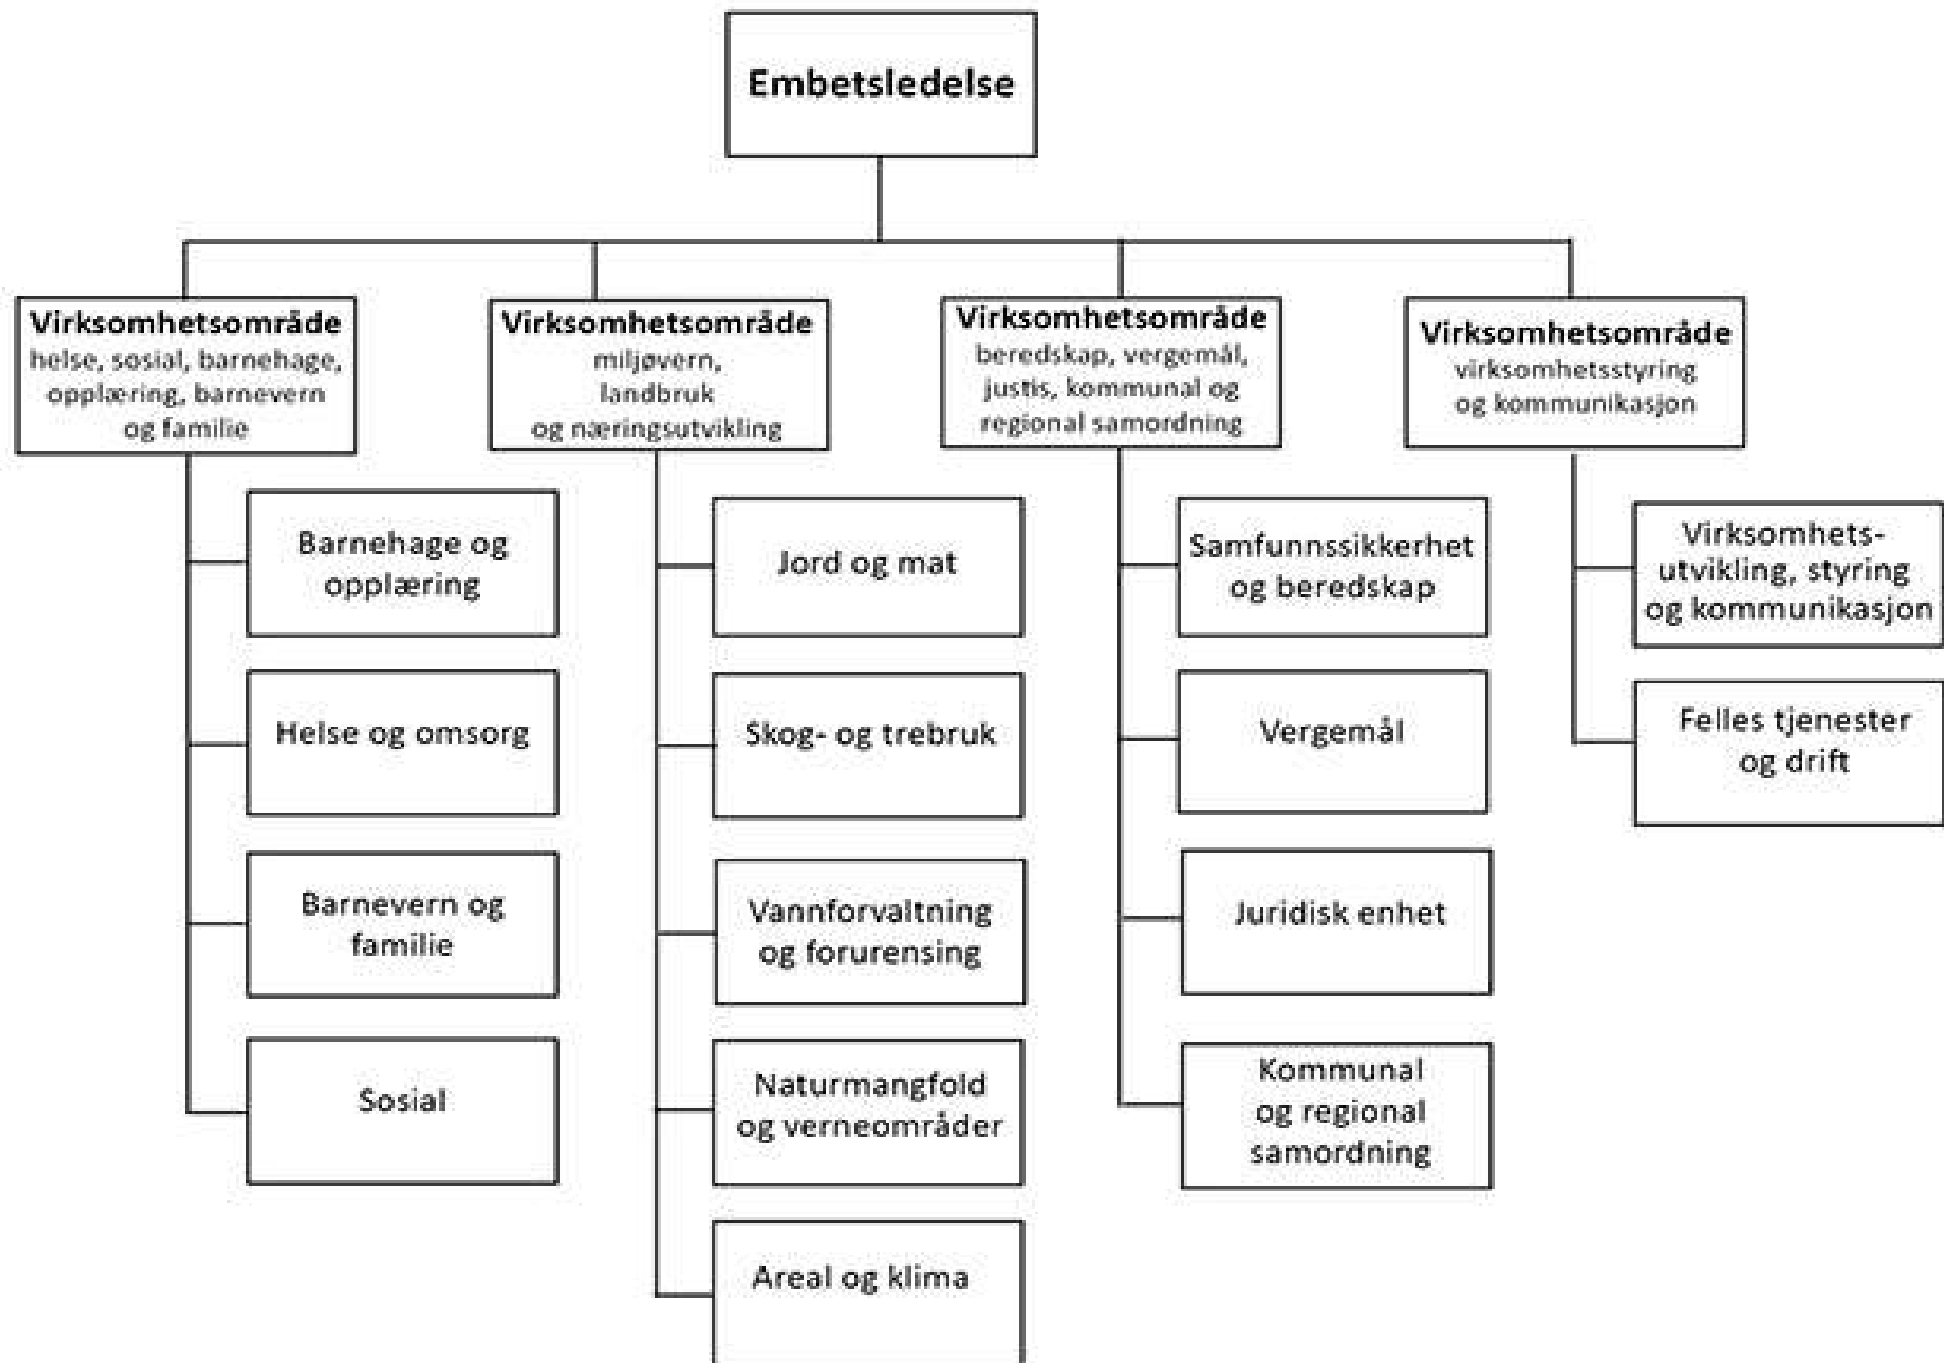 Embetsledelse
Virksomhetsområde
helse, sosial, barnehage,
opplæring, barnevern
og familie
Barnehage og
opplæring
Helse og omsorg
Barnevern og
familie
Sosial
Virksomhetsområde
miljøvern,
landbruk
og næringsutvikling
Jord og mat
Skog- og trebruk
Vannforvaltning
og forurensing
Naturmangfold
og verneområder
Areal og klima
Virksomhetsområde
beredskap, vergemål,
justis, kommunal og
regional samordning
Samfunnssikkerhet
og beredskap
Vergemål
Juridisk enhet
Kommunal
og regional
samordning
Virksomhetsområde
virksomhetsstyring
og kommunikasjon
Virksomhets-
utvikling, styring
og kommunikasjon
Felles tjenester
og drift